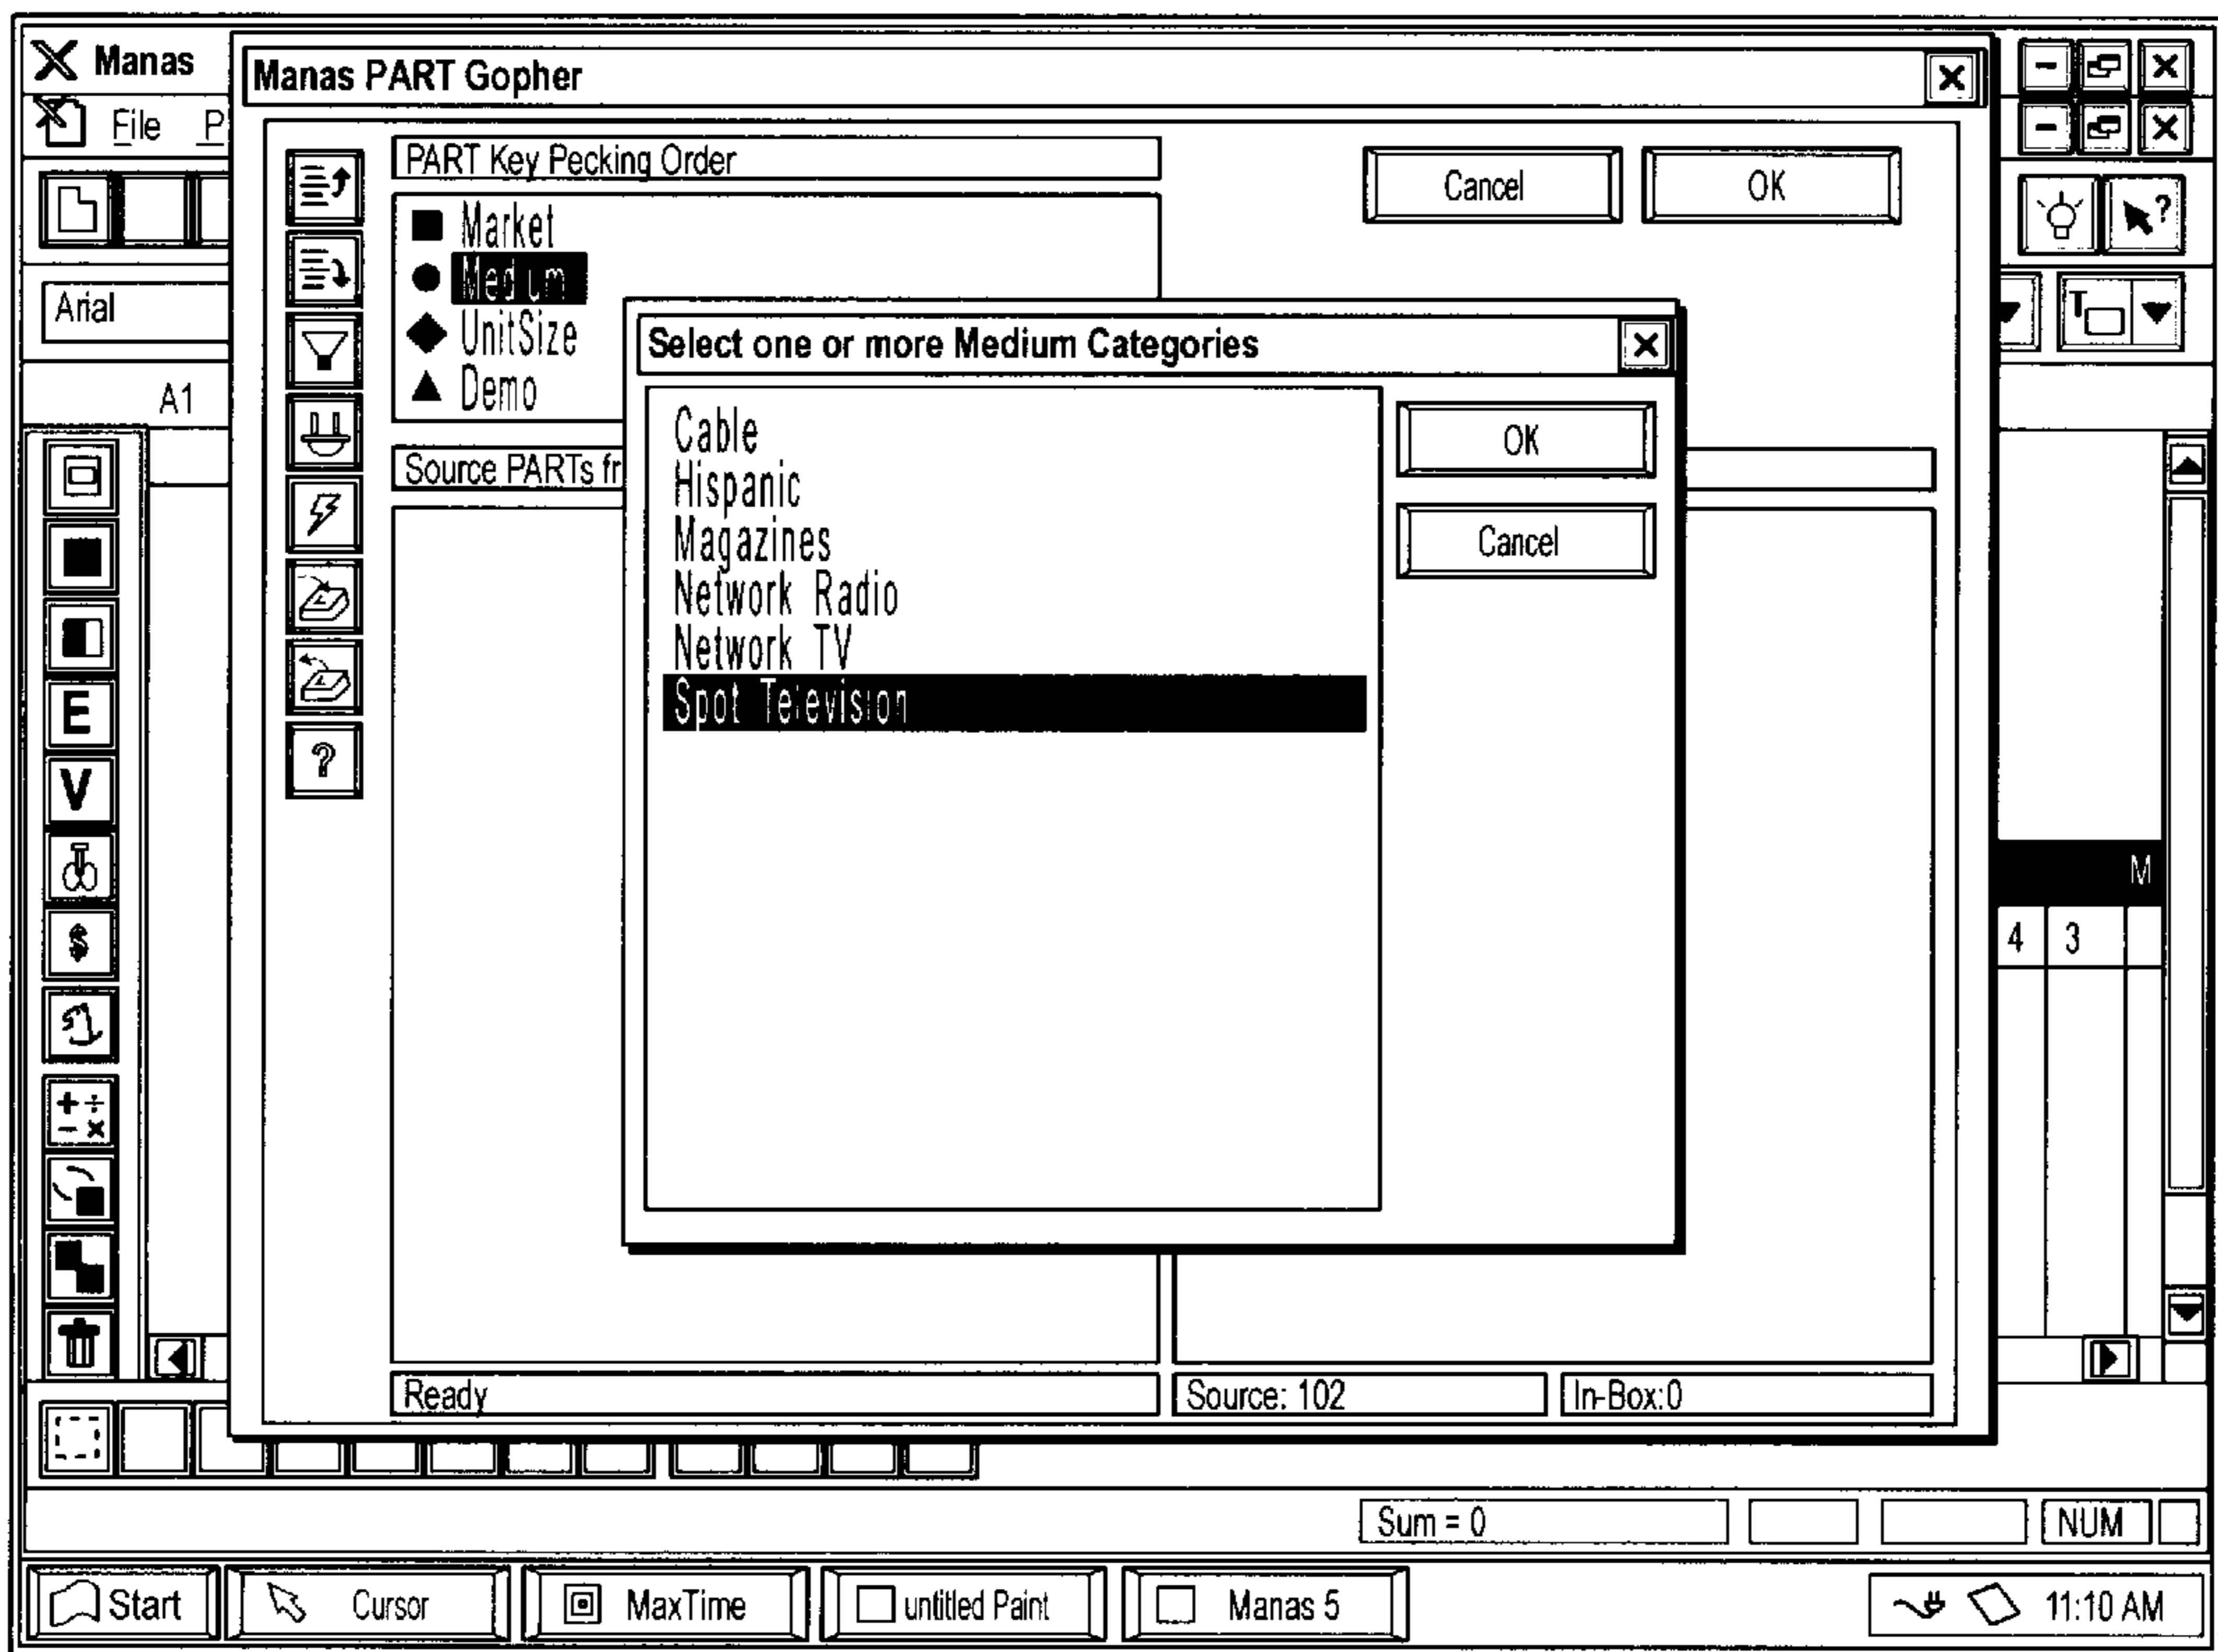 Manas
Manas PART Gopher
File P
PART Key Pecking Order
Cancel
OK
Market
Medium
UnitSize
Demo
Arial
?
T
A1
Select one or more Medium Categories
Cable
Hispanic
Magazines
Network Radio
Network TV
Spot Television
OK
Cancel
Source PARTs fr
?
E
V
$
M
4 3
+ ÷
- x
Ready
Source: 102
In-Box:0
Sum = 0
NUM
Start
Cursor
MaxTime
untitled Paint
Manas 5
11:10 AM